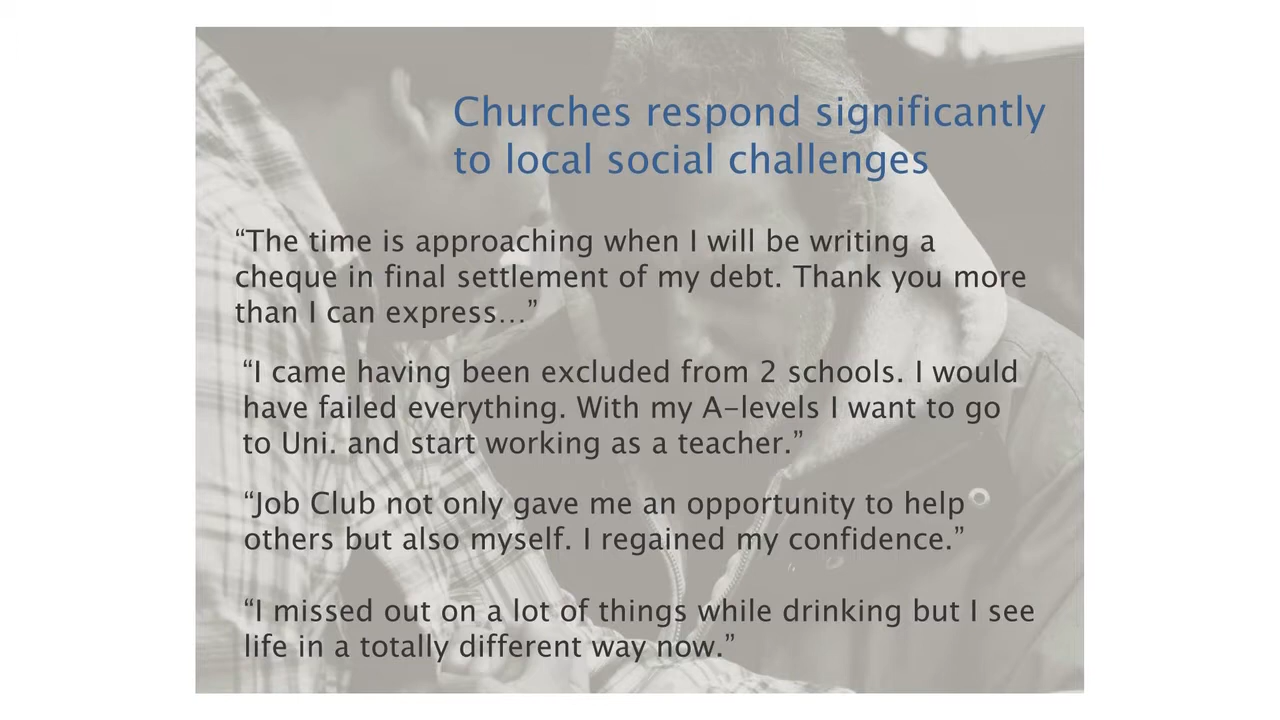 Churches respond significantly
to local social challenges
“The time is approaching when I will be writing a
cheque in final settlement of my debt. Thank you more
than I can express…”
“I came having been excluded from 2 schools. I would
have failed everything. With my A-levels I want to go
to Uni. and start working as a teacher.”
“Job Club not only gave me an opportunity to help
others but also myself. I regained my confidence.”
“I missed out on a lot of things while drinking but I see
life in a totally different way now.”